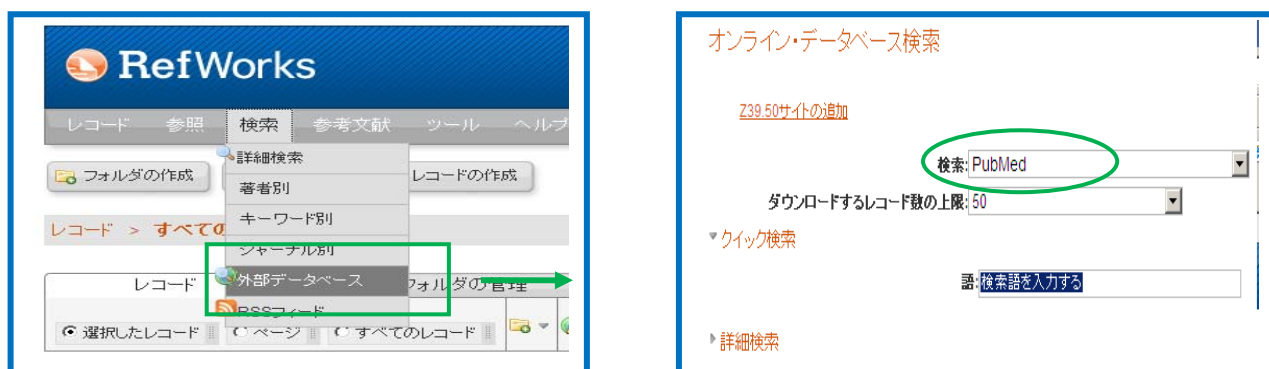 RefWorks
レコード 参照 検索 参考文献 ツール ヘルプ
詳細検索
フォルダの作成 レコードの作成
著者別
キーワード別
レコード > すべての
ジャーナル別
レコード 外部データベース フォルダの管理
RSSフィード
選択したレコード ページ すべてのレコード
オンライン・データベース検索
Z39.50サイトの追加
検索: PubMed
ダウンロードするレコード数の上限: 50
クイック検索
語: 検索語を入力する
詳細検索